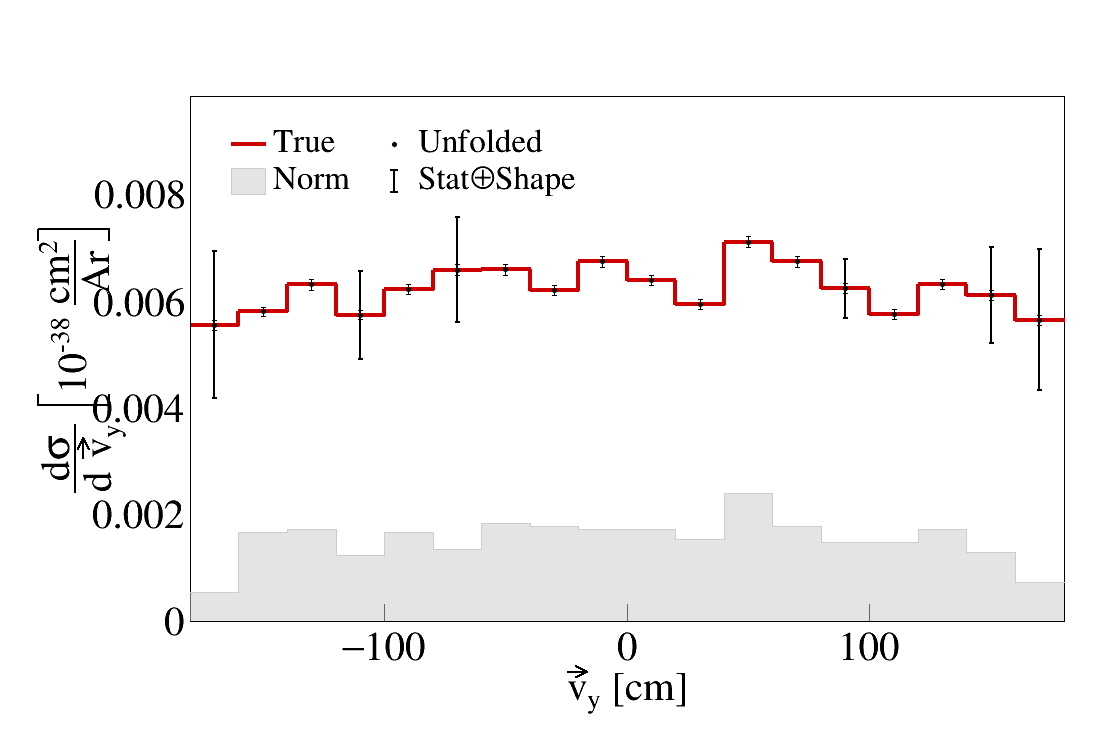 True
Unfolded
Norm
Stat⊕Shape
0.008
0.006
0.004
0.002
0
−100
0
100
v⃗y [cm]
dσ/d v⃗y [10-38 cm2/Ar]